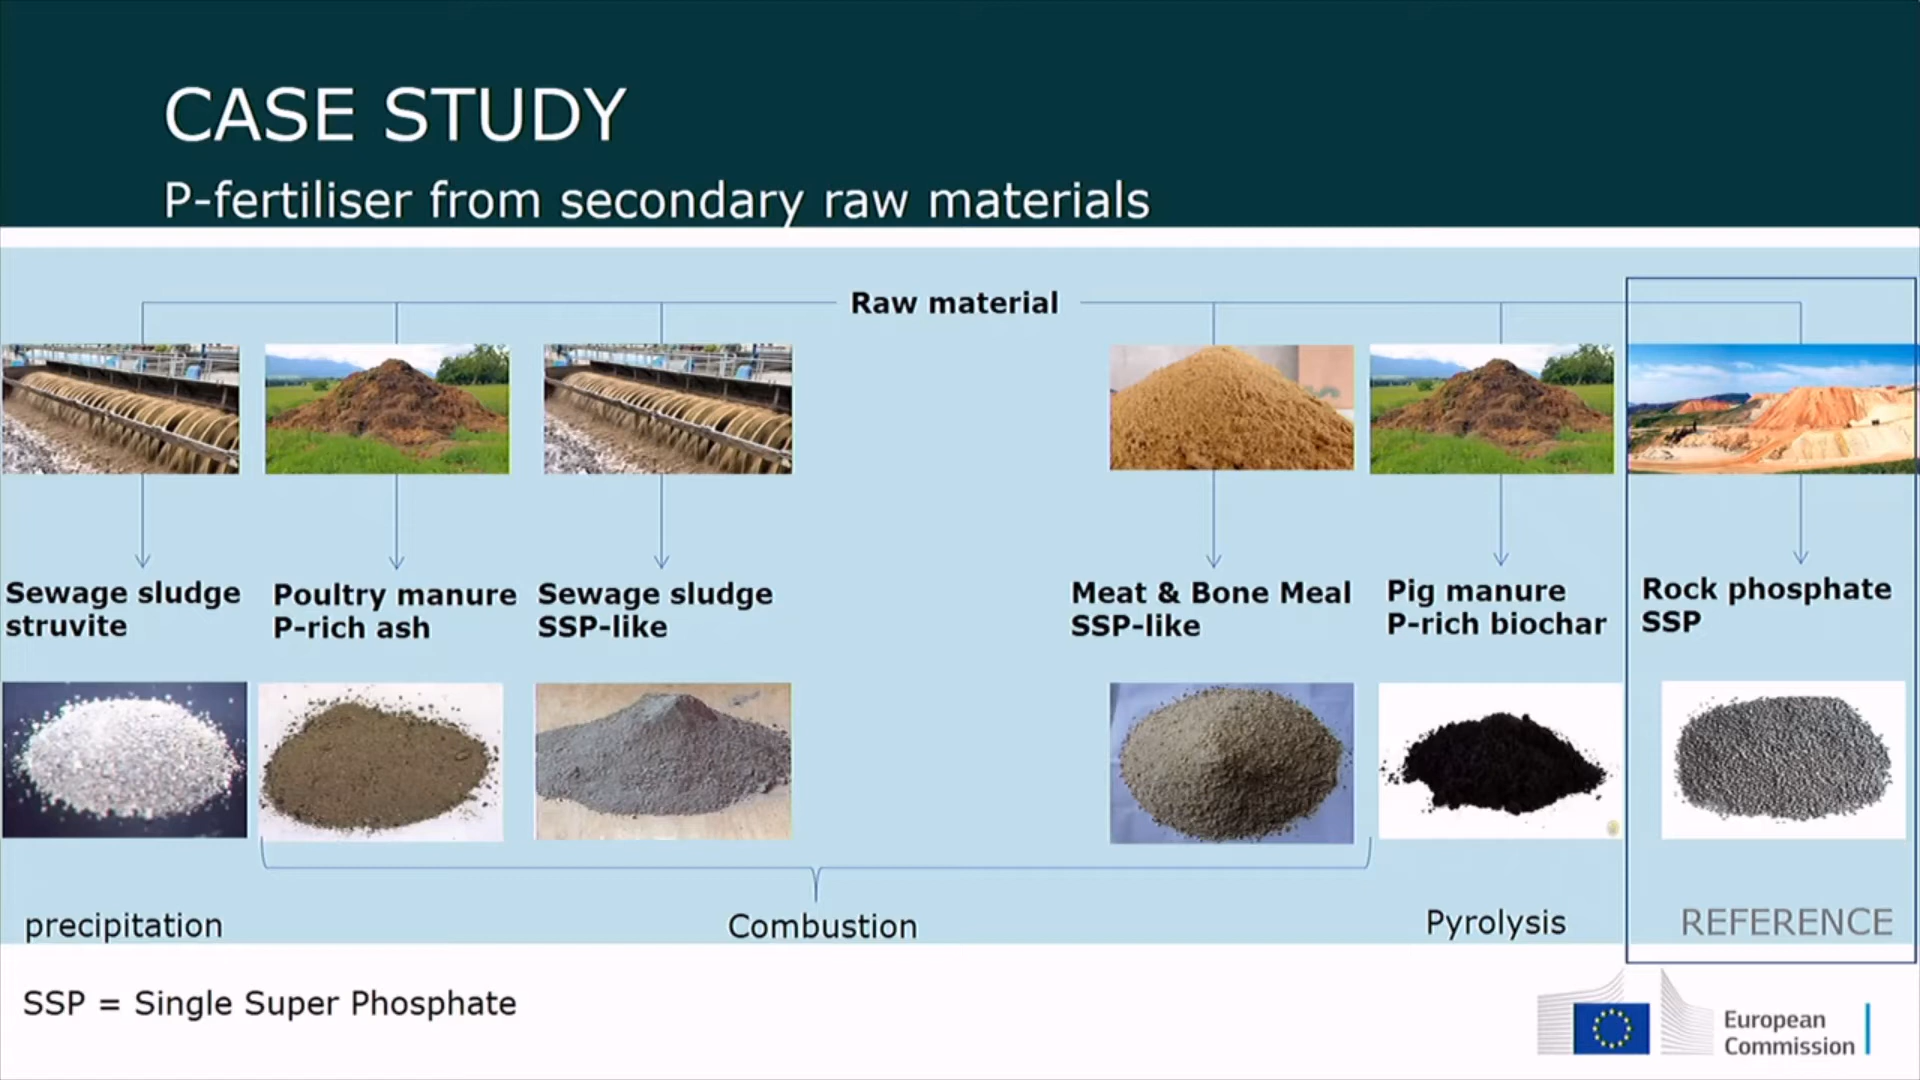 CASE STUDY
P-fertiliser from secondary raw materials
Raw material
Sewage sludge
struvite
Poultry manure
P-rich ash
Sewage sludge
SSP-like
Meat & Bone Meal
SSP-like
Pig manure
P-rich biochar
Rock phosphate
SSP
precipitation
Combustion
Pyrolysis
REFERENCE
SSP = Single Super Phosphate
European
Commission